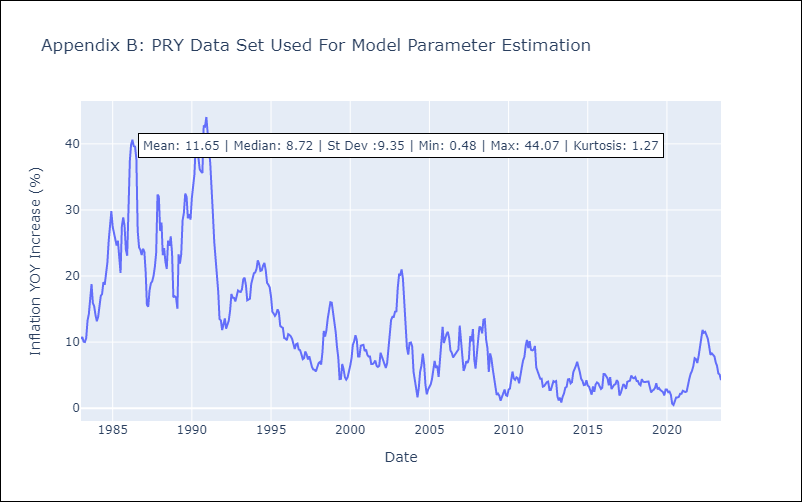 Appendix B: PRY Data Set Used For Model Parameter Estimation
Mean: 11.65 | Median: 8.72 | St Dev :9.35 | Min: 0.48 | Max: 44.07 | Kurtosis: 1.27
Inflation YOY Increase (%)
40
30
20
10
0
1985 1990 1995 2000 2005 2010 2015 2020
Date